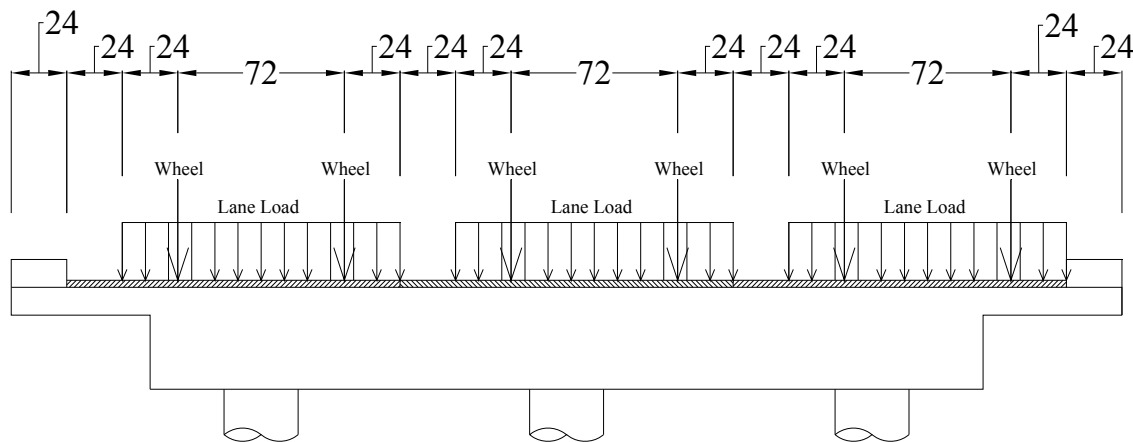 24 24 24 72 24 24 24 72 24 24 24 72 24 24
Wheel Wheel Wheel Wheel Wheel Wheel
Lane Load Lane Load Lane Load